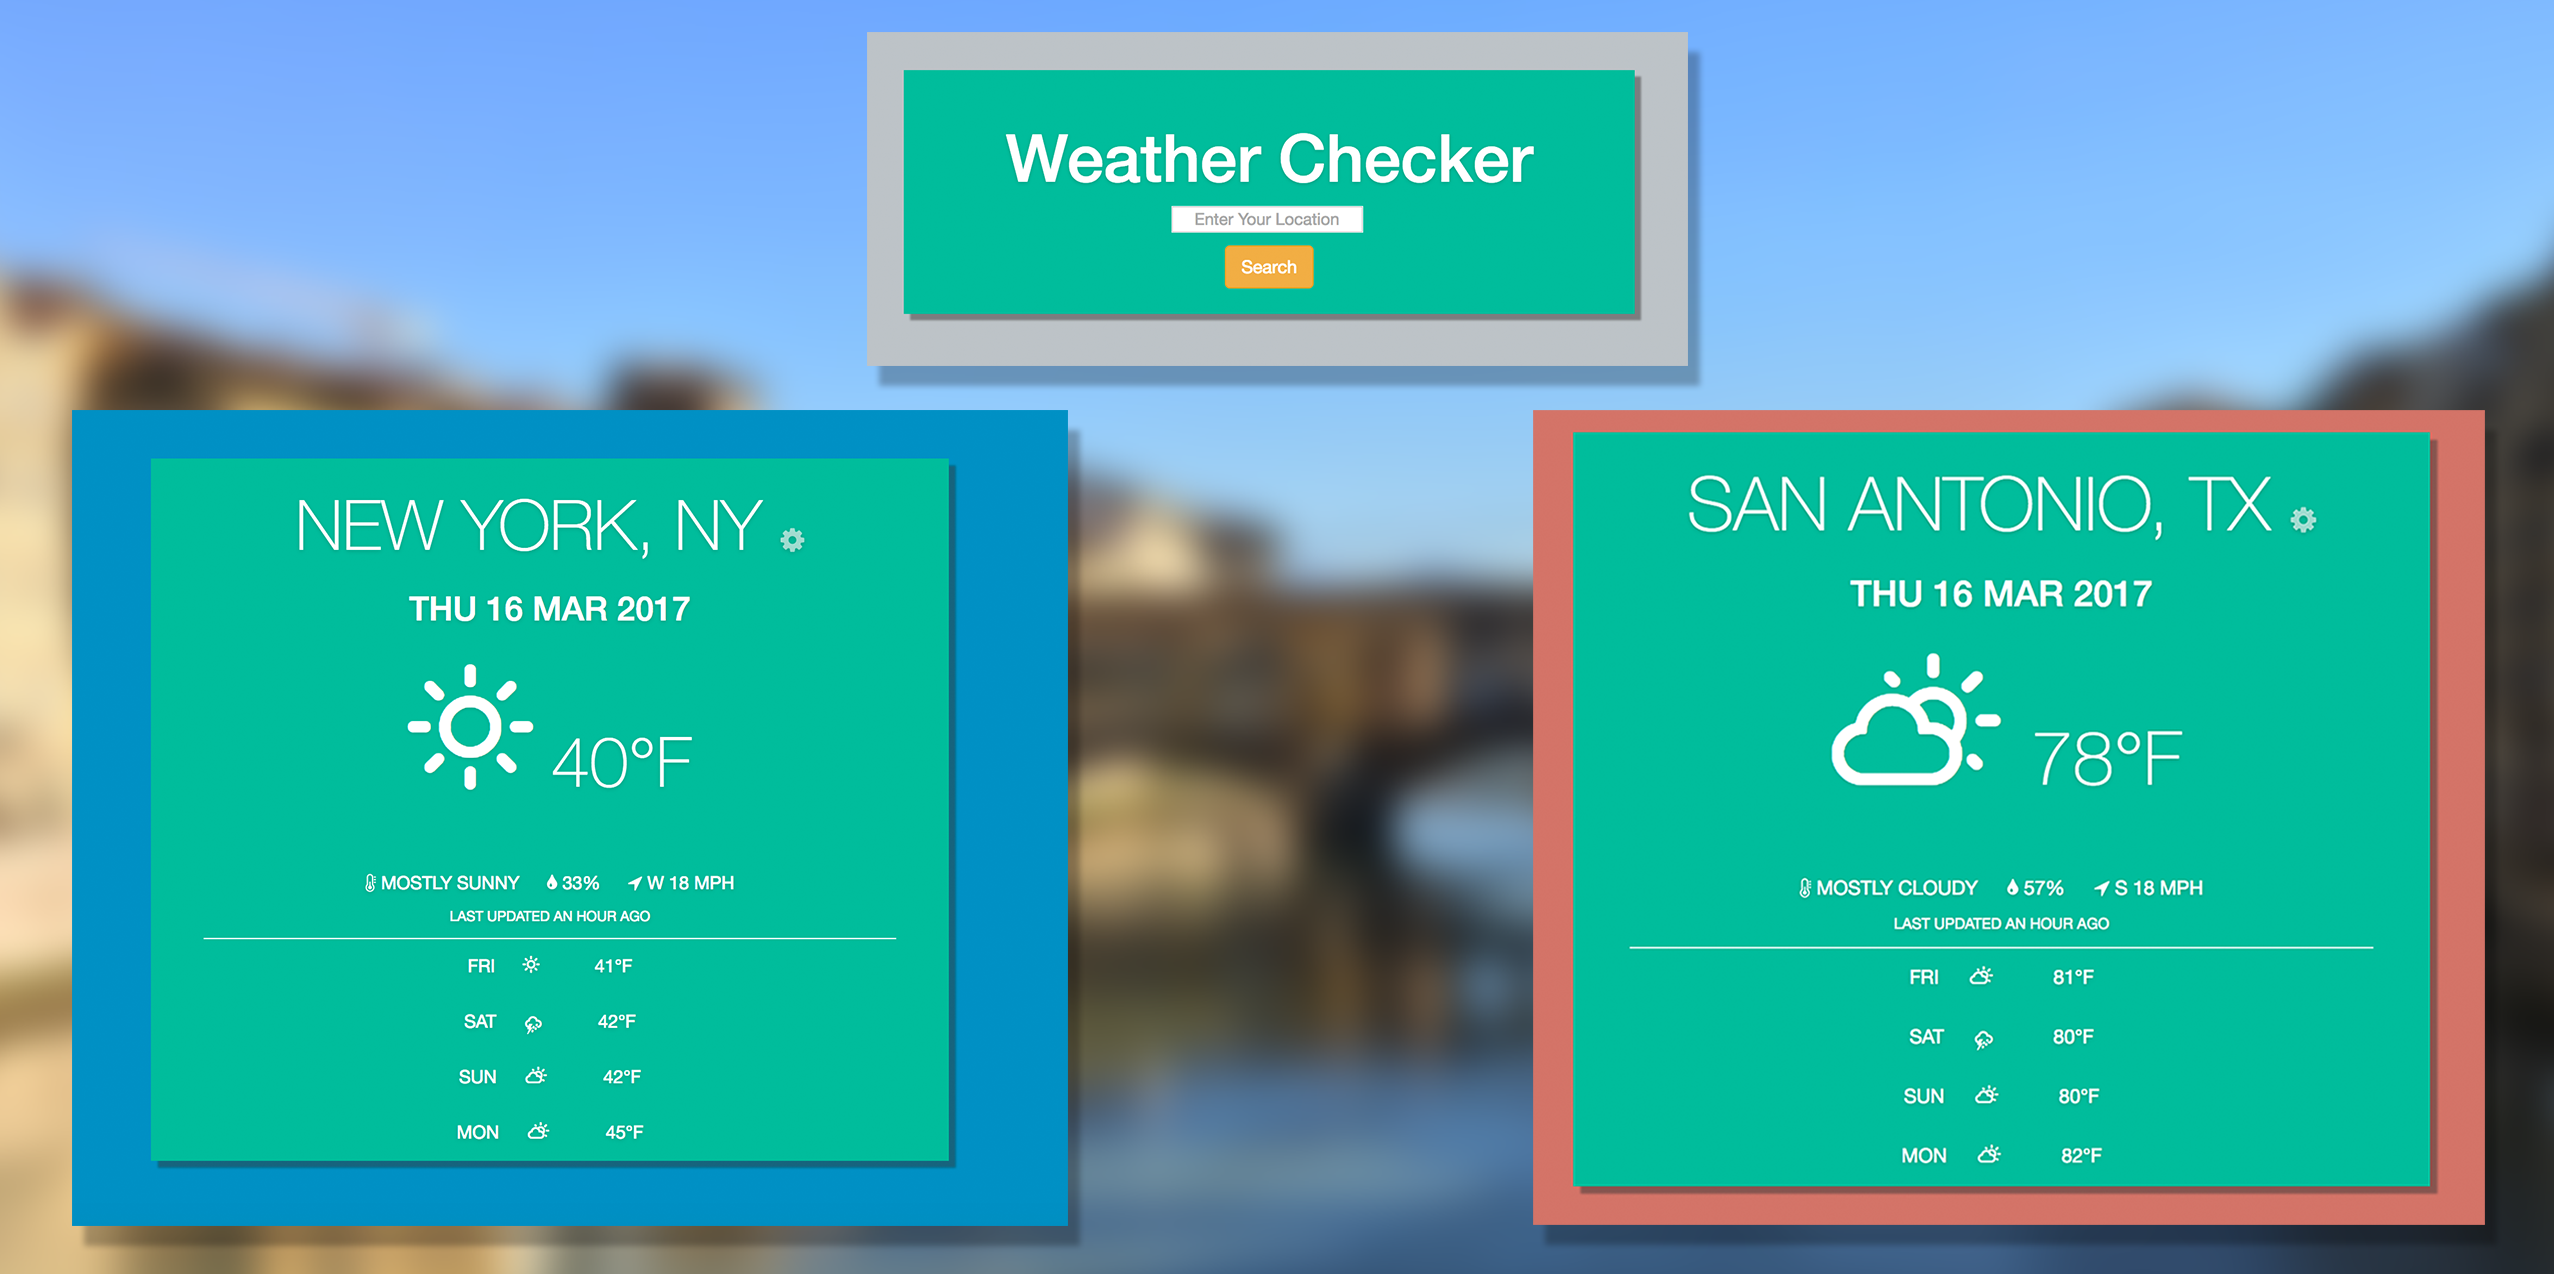 Weather Checker
Enter Your Location
Search
NEW YORK, NY
THU 16 MAR 2017
40°F
MOSTLY SUNNY 33% W 18 MPH
LAST UPDATED AN HOUR AGO
FRI 41°F
SAT 42°F
SUN 42°F
MON 45°F
SAN ANTONIO, TX
THU 16 MAR 2017
78°F
MOSTLY CLOUDY 57% S 18 MPH
LAST UPDATED AN HOUR AGO
FRI 81°F
SAT 80°F
SUN 80°F
MON 82°F